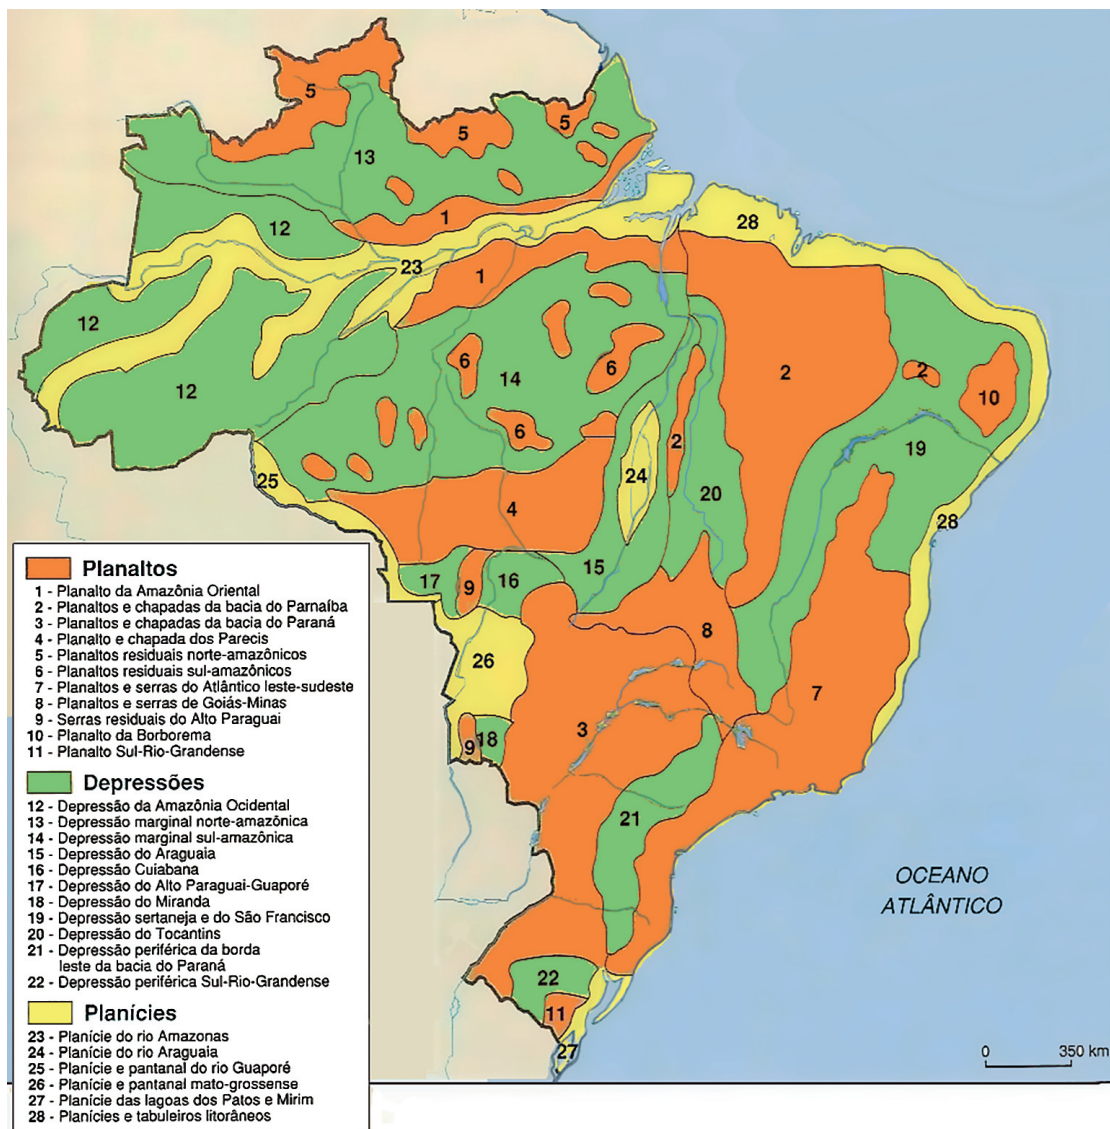 5
5
5
13
1
12
28
23
1
12
6
6
14
2
2
10
12
6
19
25
24
2
20
4
28
17
9
16
15
8
26
7
3
9
18
21
OCEANO
ATLÂNTICO
22
11
27
0 350 km
Planaltos
1 - Planalto da Amazônia Oriental
2 - Planaltos e chapadas da bacia do Parnaíba
3 - Planaltos e chapadas da bacia do Paraná
4 - Planalto e chapada dos Parecis
5 - Planaltos residuais norte-amazônicos
6 - Planaltos residuais sul-amazônicos
7 - Planaltos e serras do Atlântico leste-sudeste
8 - Planaltos e serras de Goiás-Minas
9 - Serras residuais do Alto Paraguai
10 - Planalto da Borborema
11 - Planalto Sul-Rio-Grandense
Depressões
12 - Depressão da Amazônia Ocidental
13 - Depressão marginal norte-amazônica
14 - Depressão marginal sul-amazônica
15 - Depressão do Araguaia
16 - Depressão Cuiabana
17 - Depressão do Alto Paraguai-Guaporé
18 - Depressão do Miranda
19 - Depressão sertaneja e do São Francisco
20 - Depressão do Tocantins
21 - Depressão periférica da borda
leste da bacia do Paraná
22 - Depressão periférica Sul-Rio-Grandense
Planícies
23 - Planície do rio Amazonas
24 - Planície do rio Araguaia
25 - Planície e pantanal do rio Guaporé
26 - Planície e pantanal mato-grossense
27 - Planície das lagoas dos Patos e Mirim
28 - Planícies e tabuleiros litorâneos